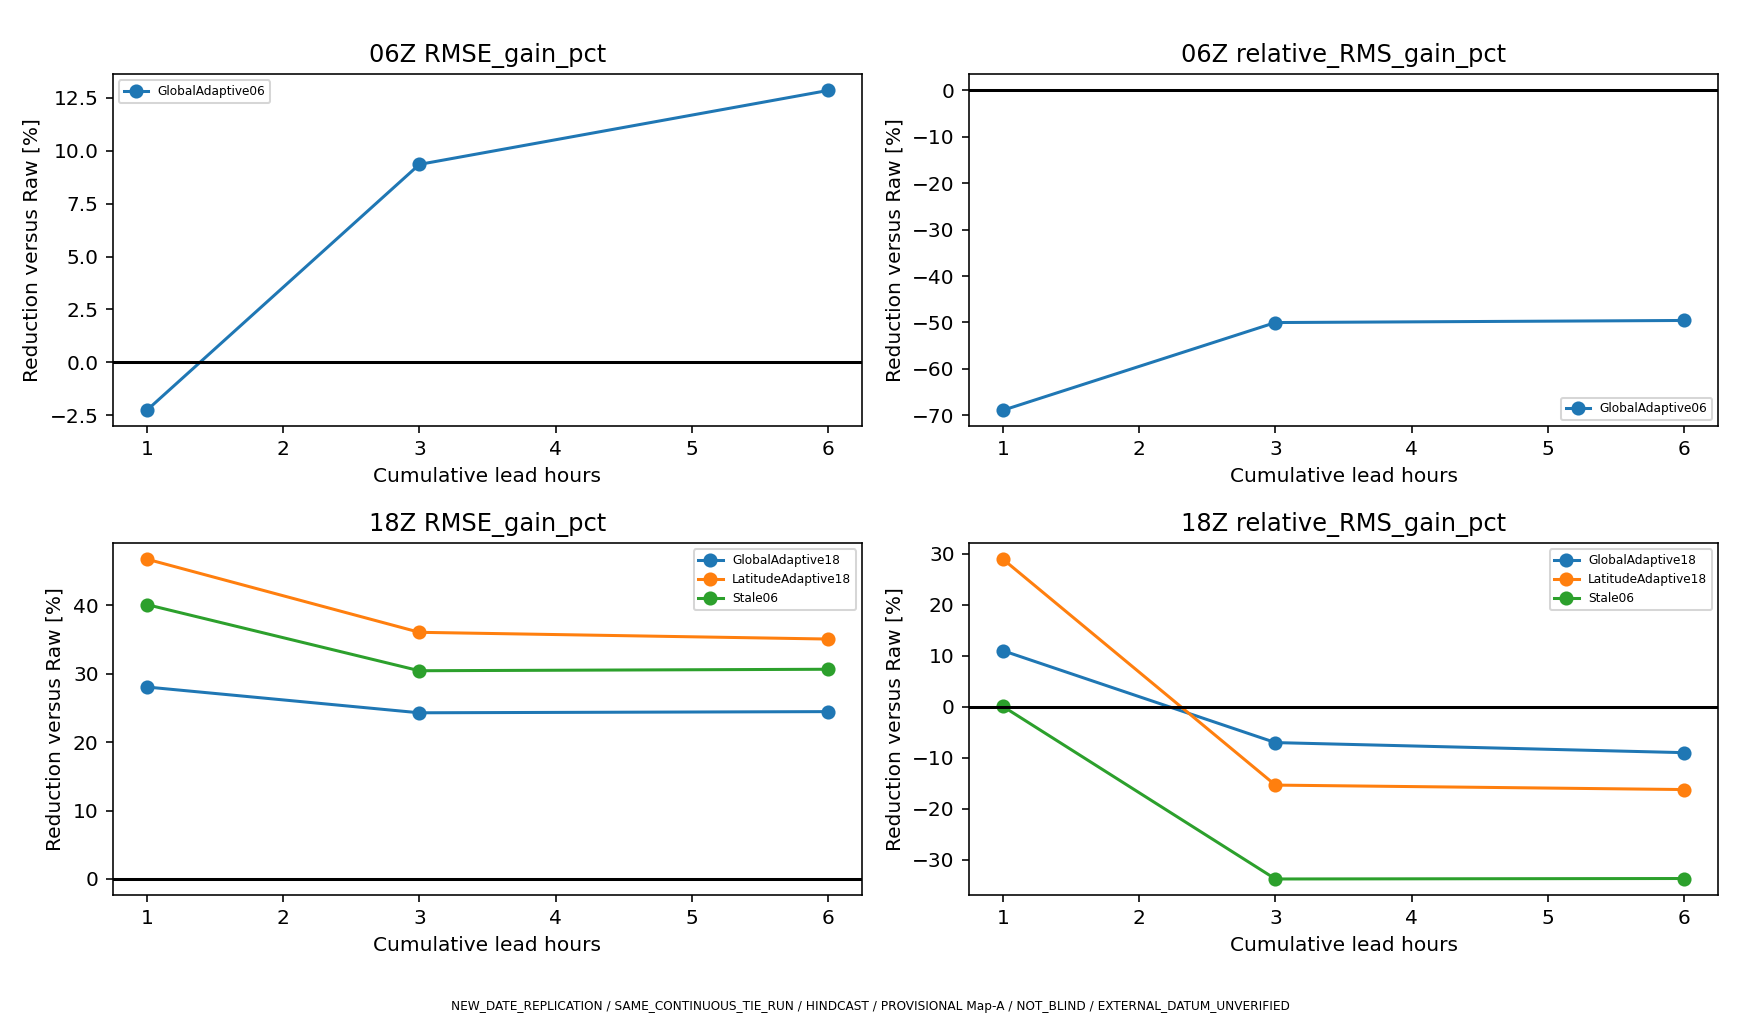 06Z RMSE_gain_pct
Reduction versus Raw [%]
12.5
10.0
7.5
5.0
2.5
0.0
−2.5
GlobalAdaptive06
1 2 3 4 5 6
Cumulative lead hours
06Z relative_RMS_gain_pct
Reduction versus Raw [%]
0
−10
−20
−30
−40
−50
−60
−70
GlobalAdaptive06
1 2 3 4 5 6
Cumulative lead hours
18Z RMSE_gain_pct
Reduction versus Raw [%]
40
30
20
10
0
GlobalAdaptive18
LatitudeAdaptive18
Stale06
1 2 3 4 5 6
Cumulative lead hours
18Z relative_RMS_gain_pct
Reduction versus Raw [%]
30
20
10
0
−10
−20
−30
GlobalAdaptive18
LatitudeAdaptive18
Stale06
1 2 3 4 5 6
Cumulative lead hours
NEW_DATE_REPLICATION / SAME_CONTINUOUS_TIE_RUN / HINDCAST / PROVISIONAL Map-A / NOT_BLIND / EXTERNAL_DATUM_UNVERIFIED